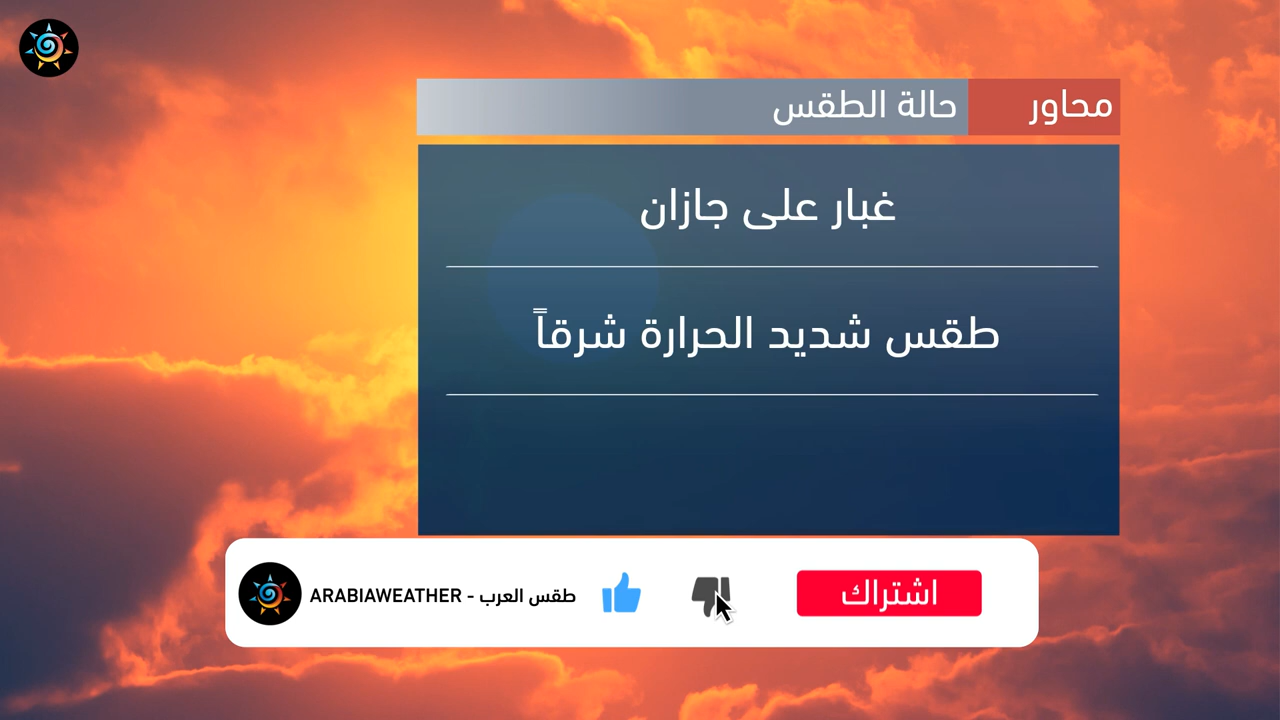 محاور
حالة الطقس
غبار على جازان
طقس شديد الحرارة شرقاً
ARABIAWEATHER - طقس العرب
اشتراك